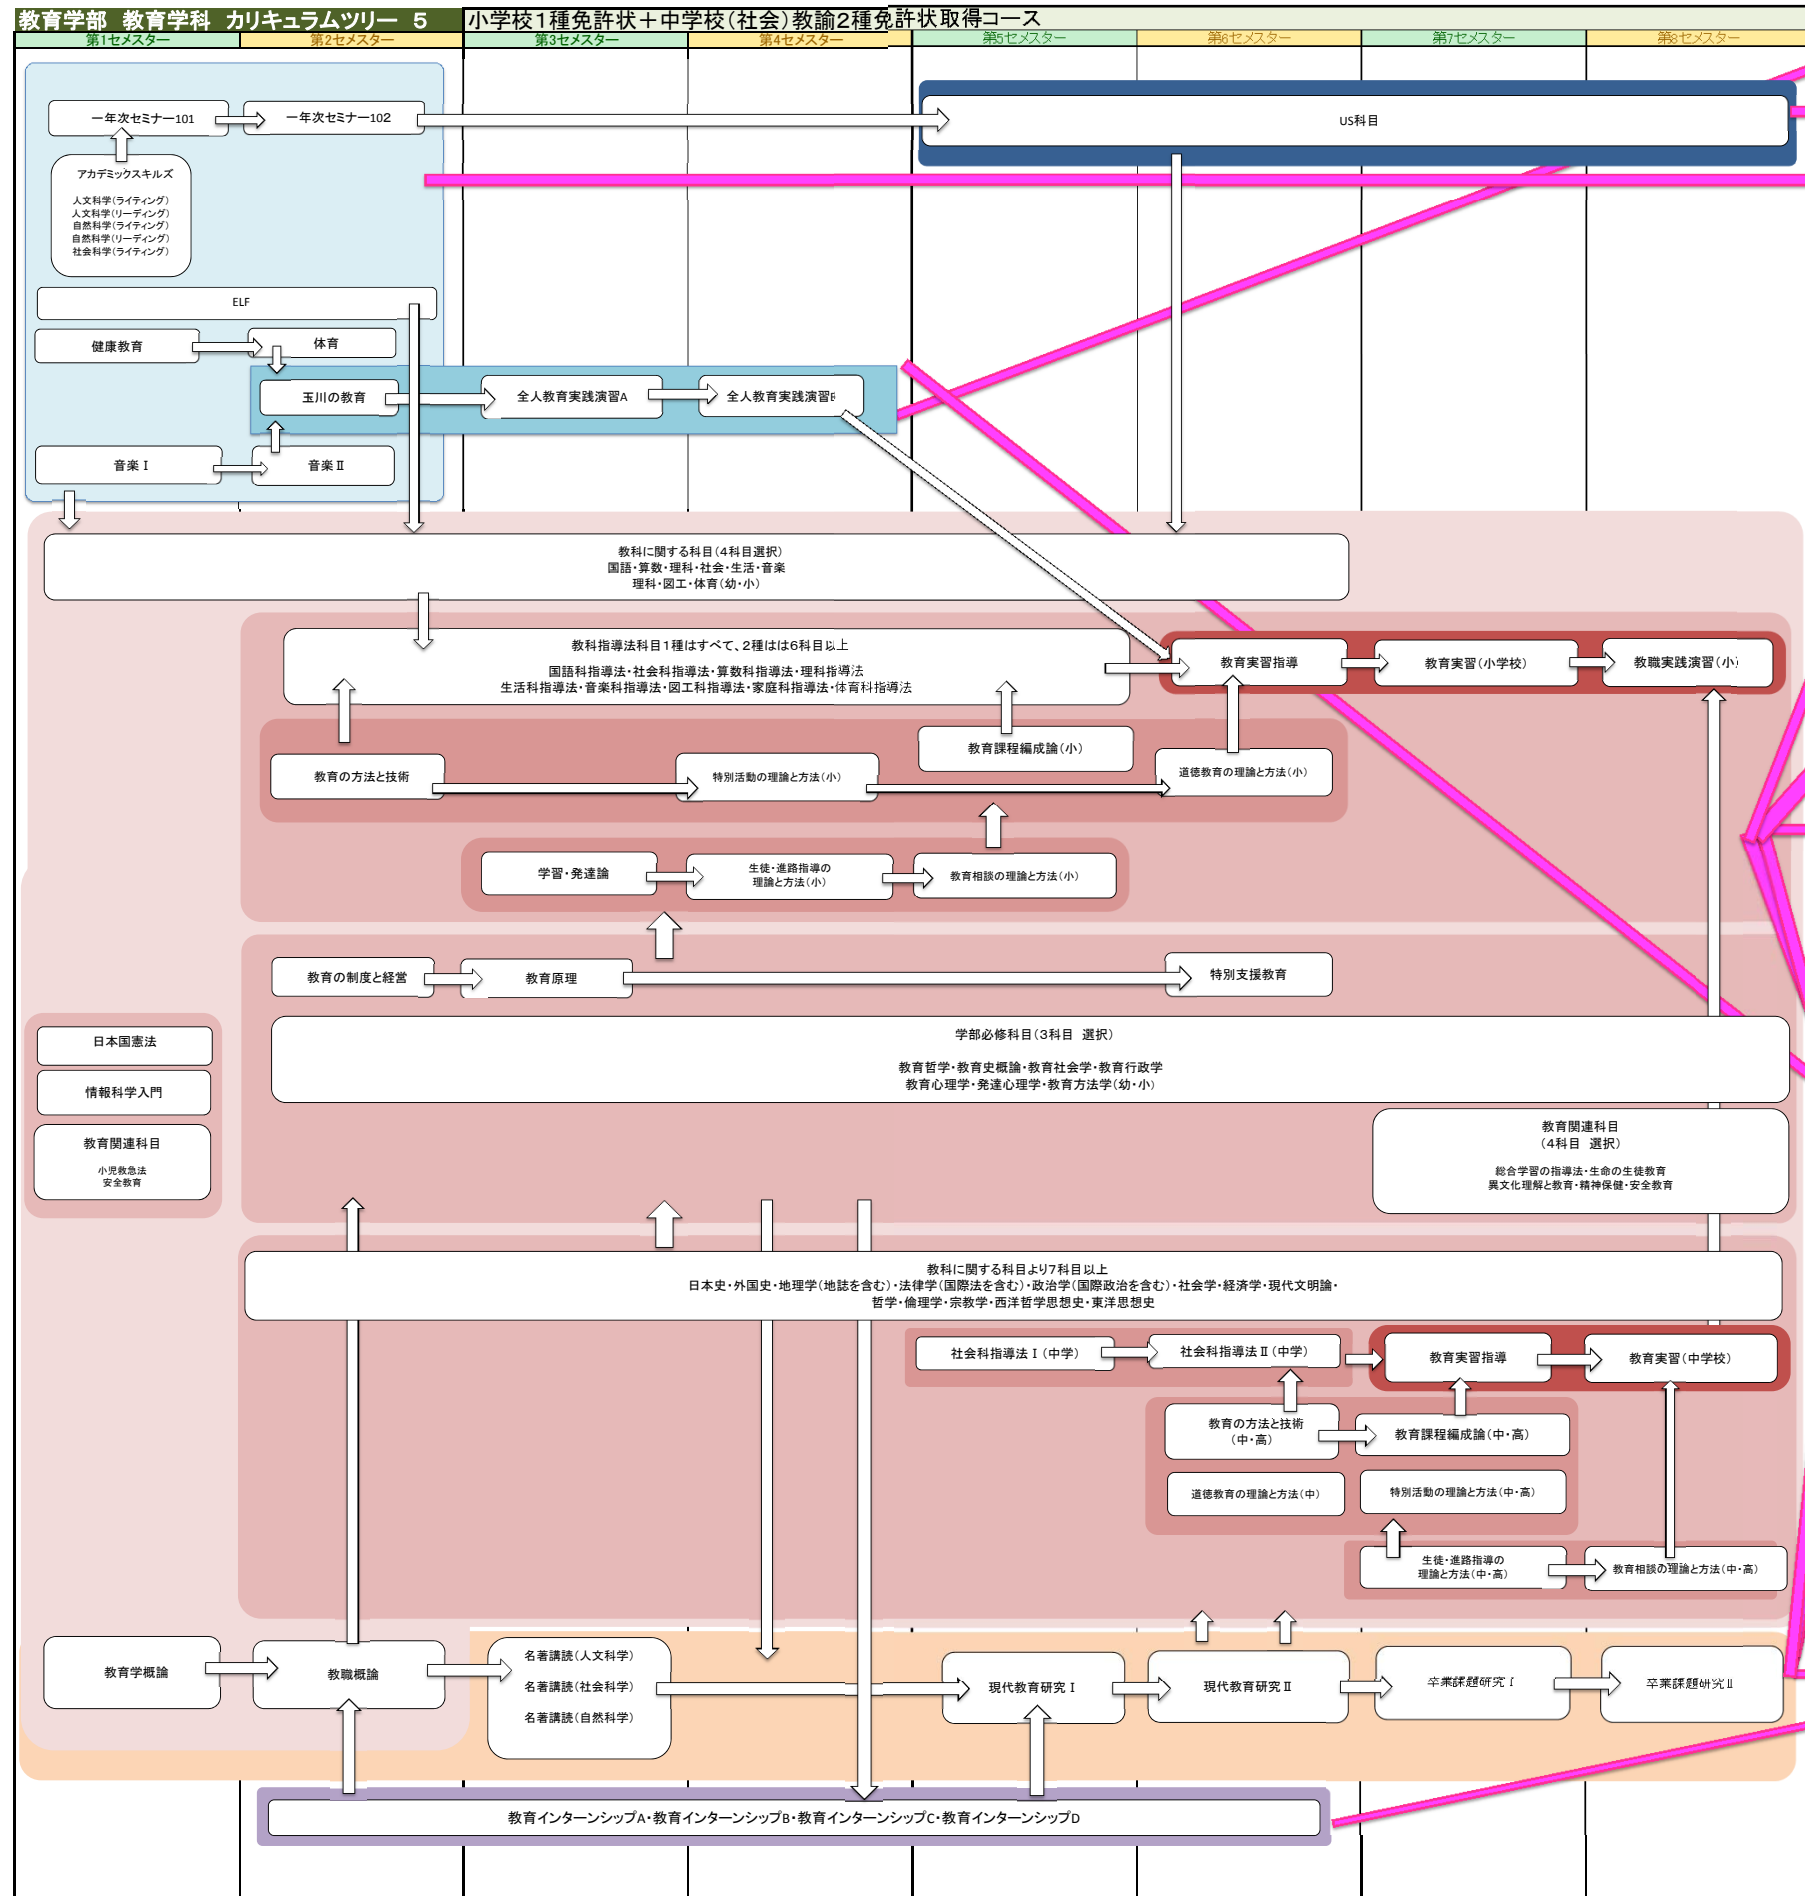 教育学部 教育学科 カリキュラムツリー 5
小学校1種免許状＋中学校(社会)教諭2種免許状取得コース
第1セメスター
第2セメスター
第3セメスター
第4セメスター
第5セメスター
第6セメスター
第7セメスター
第8セメスター
一年次セミナー101
一年次セミナー102
US科目
アカデミックスキルズ
人文科学(ライティング)
人文科学(リーディング)
自然科学(ライティング)
自然科学(リーディング)
社会科学(ライティング)
ELF
健康教育
体育
玉川の教育
全人教育実践演習A
全人教育実践演習B
音楽Ⅰ
音楽Ⅱ
教科に関する科目(4科目選択)
国語・算数・理科・社会・生活・音楽
理科・図工・体育(幼・小)
教科指導法科目1種はすべて、2種はは6科目以上
国語科指導法・社会科指導法・算数科指導法・理科指導法
生活科指導法・音楽科指導法・図工科指導法・家庭科指導法・体育科指導法
教育実習指導
教育実習(小学校)
教職実践演習(小)
教育の方法と技術
特別活動の理論と方法(小)
教育課程編成論(小)
道徳教育の理論と方法(小)
学習・発達論
生徒・進路指導の
理論と方法(小)
教育相談の理論と方法(小)
教育の制度と経営
教育原理
特別支援教育
日本国憲法
情報科学入門
教育関連科目
小児救急法
安全教育
学部必修科目(3科目 選択)
教育哲学・教育史概論・教育社会学・教育行政学
教育心理学・発達心理学・教育方法学(幼・小)
教育関連科目
(4科目 選択)
総合学習の指導法・生命の生徒教育
異文化理解と教育・精神保健・安全教育
教科に関する科目より7科目以上
日本史・外国史・地理学(地誌を含む)・法律学(国際法を含む)・政治学(国際政治を含む)・社会学・経済学・現代文明論・
哲学・倫理学・宗教学・西洋哲学思想史・東洋思想史
社会科指導法Ⅰ(中学)
社会科指導法Ⅱ(中学)
教育実習指導
教育実習(中学校)
教育の方法と技術
(中・高)
教育課程編成論(中・高)
道徳教育の理論と方法(中)
特別活動の理論と方法(中・高)
生徒・進路指導の
理論と方法(中・高)
教育相談の理論と方法(中・高)
教育学概論
教職概論
名著講読(人文科学)
名著講読(社会科学)
名著講読(自然科学)
現代教育研究Ⅰ
現代教育研究Ⅱ
卒業課題研究Ⅰ
卒業課題研究Ⅱ
教育インターンシップA・教育インターンシップB・教育インターンシップC・教育インターンシップD